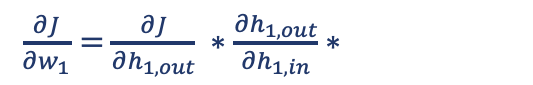 ∂J/∂w₁ = ∂J/∂h₁,out * ∂h₁,out/∂h₁,in *